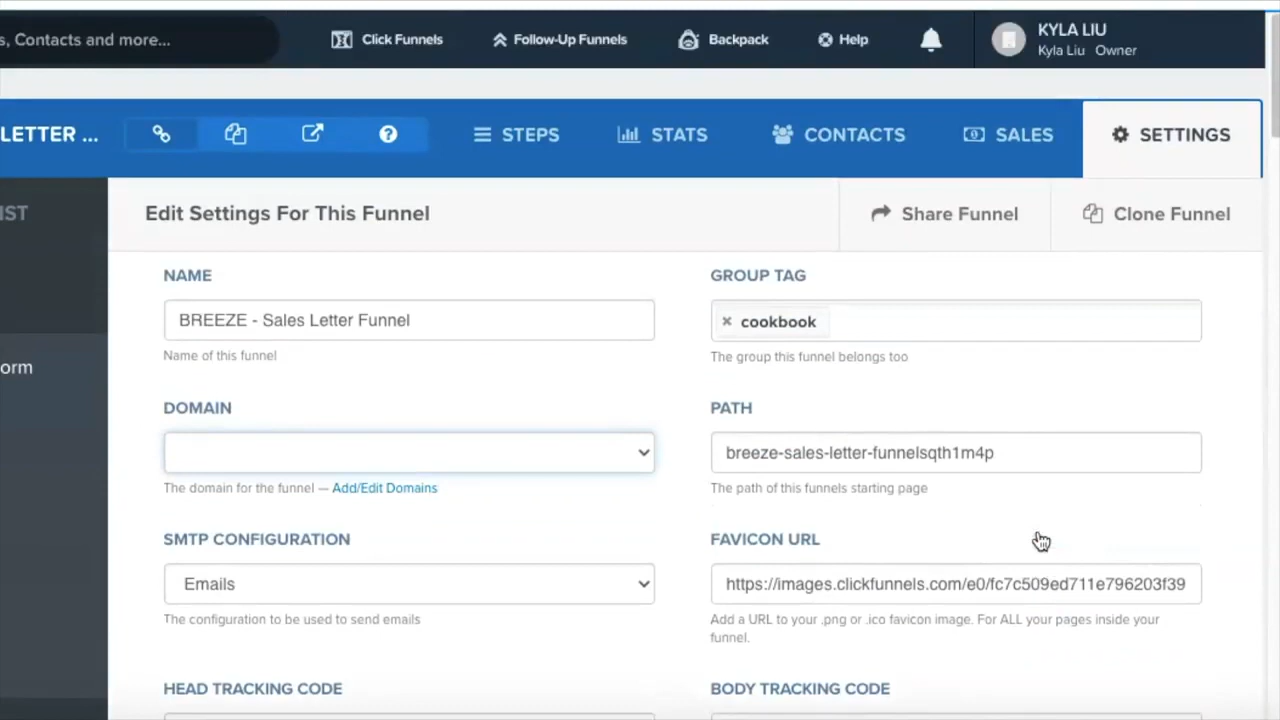 s, Contacts and more...
Click Funnels
Follow-Up Funnels
Backpack
Help
KYLA LIU
Kyla Liu Owner
LETTER ...
STEPS
STATS
CONTACTS
SALES
SETTINGS
IST
Edit Settings For This Funnel
Share Funnel
Clone Funnel
NAME
GROUP TAG
BREEZE - Sales Letter Funnel
× cookbook
Name of this funnel
The group this funnel belongs too
orm
DOMAIN
PATH
breeze-sales-letter-funnelsqth1m4p
The domain for the funnel — Add/Edit Domains
The path of this funnels starting page
SMTP CONFIGURATION
FAVICON URL
Emails
https://images.clickfunnels.com/e0/fc7c509ed711e796203f39
The configuration to be used to send emails
Add a URL to your .png or .ico favicon image. For ALL your pages inside your
funnel.
HEAD TRACKING CODE
BODY TRACKING CODE